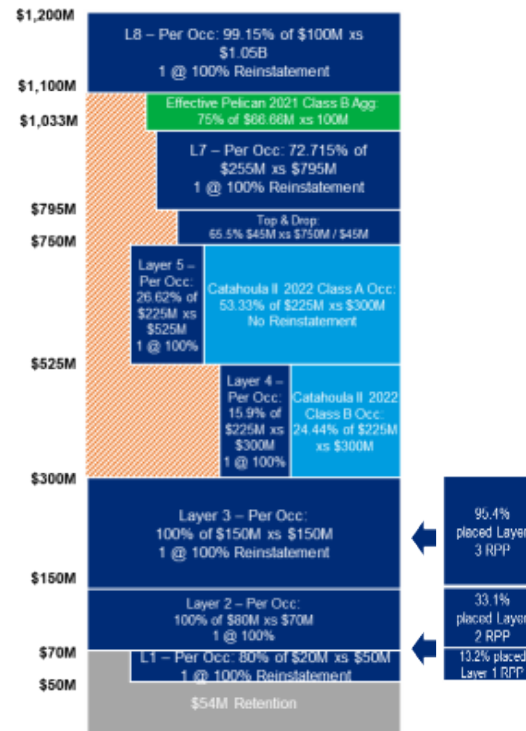 $1,200M
L8 – Per Occ: 99.15% of $100M xs
$1.05B
1 @ 100% Reinstatement
$1,100M
Effective Pelican 2021 Class B Agg:
75% of $66.66M xs 100M
$1,033M
L7 – Per Occ: 72.715% of
$255M xs $795M
1 @ 100% Reinstatement
$795M
Top & Drop:
65.5% $45M xs $750M / $45M
$750M
Layer 5 –
Per Occ:
26.62% of
$225M xs
$525M
1 @ 100%
Catahoula II 2022 Class A Occ:
53.33% of $225M xs $300M
No Reinstatement
$525M
Layer 4 –
Per Occ:
15.9% of
$225M xs
$300M
1 @ 100%
Catahoula II 2022
Class B Occ:
24.44% of $225M
xs $300M
$300M
Layer 3 – Per Occ:
100% of $150M xs $150M
1 @ 100% Reinstatement
95.4%
placed Layer
3 RPP
$150M
Layer 2 – Per Occ:
100% of $80M xs $70M
1 @ 100%
33.1%
placed Layer
2 RPP
$70M
L1 – Per Occ: 80% of $20M xs $50M
1 @ 100% Reinstatement
13.2% placed
Layer 1 RPP
$50M
$54M Retention